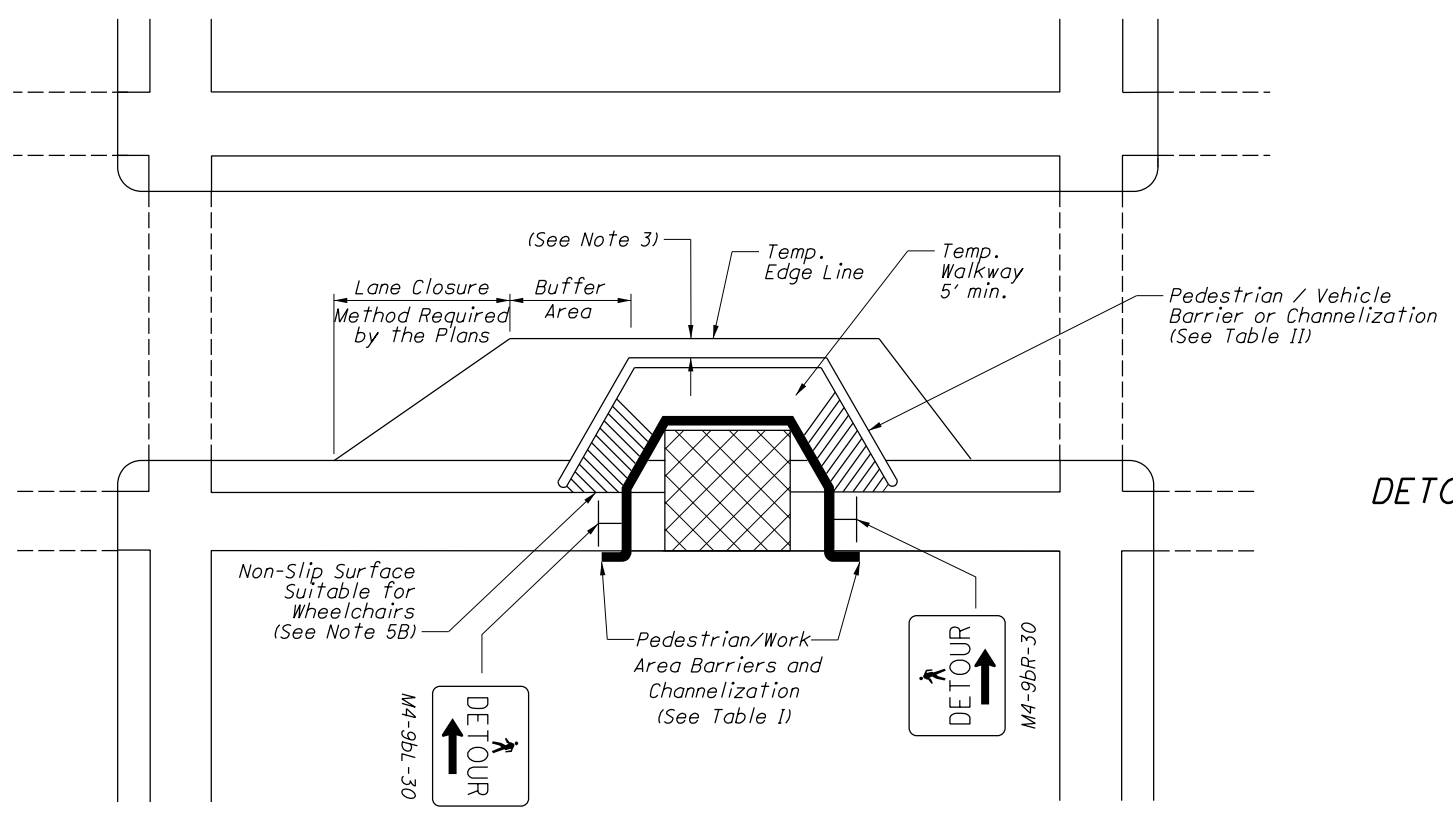 (See Note 3)
Temp.
Edge Line
Temp.
Walkway
5' min.
Lane Closure
Method Required
by the Plans
Buffer
Area
Pedestrian / Vehicle
Barrier or Channelization
(See Table II)
DETO
Non-Slip Surface
Suitable for
Wheelchairs
(See Note 5B)
Pedestrian/Work
Area Barriers and
Channelization
(See Table I)
M4-9bL-30
DETOUR
DETOUR
M4-9bR-30